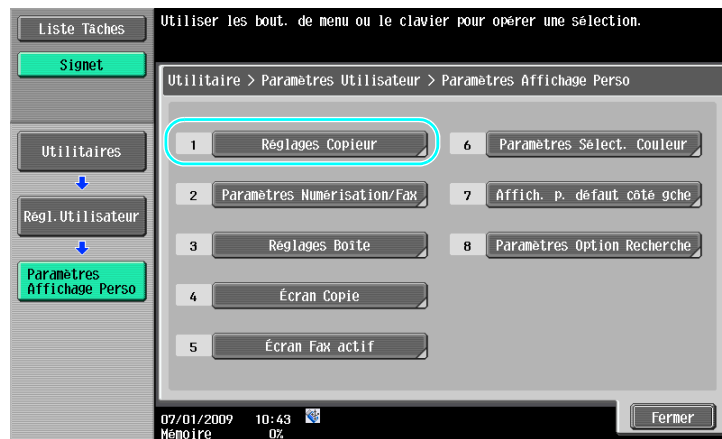 Liste Tâches
Utiliser les bout. de menu ou le clavier pour opérer une sélection.
Signet
Utilitaire > Paramètres Utilisateur > Paramètres Affichage Perso
Utilitaires
Régl.Utilisateur
Paramètres
Affichage Perso
1 Réglages Copieur
2 Paramètres Numérisation/Fax
3 Réglages Boîte
4 Écran Copie
5 Écran Fax actif
6 Paramètres Sélect. Couleur
7 Affich. p. défaut côté gche
8 Paramètres Option Recherche
07/01/2009 10:43
Mémoire 0%
Fermer